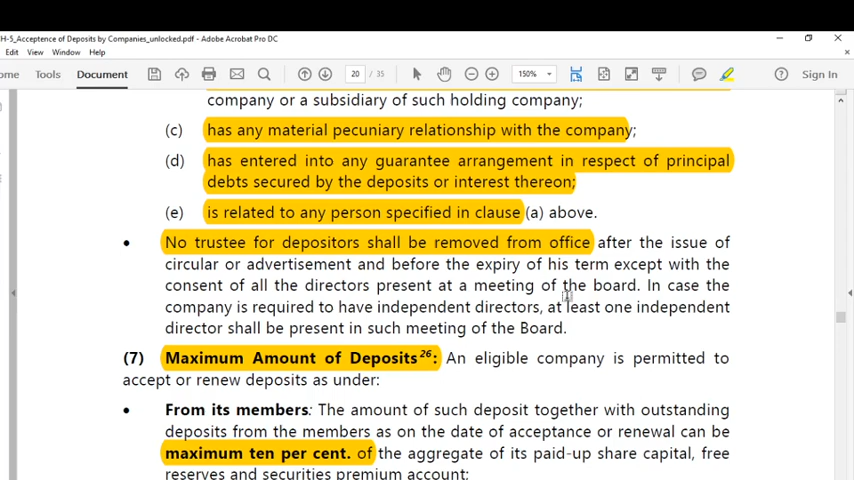 H-5_Acceptance of Deposits by Companies_unlocked.pdf - Adobe Acrobat Pro DC
Edit View Window Help
ome Tools Document 20 / 35 150% Sign In
company or a subsidiary of such holding company;
(c) has any material pecuniary relationship with the company;
(d) has entered into any guarantee arrangement in respect of principal
debts secured by the deposits or interest thereon;
(e) is related to any person specified in clause (a) above.
• No trustee for depositors shall be removed from office after the issue of
circular or advertisement and before the expiry of his term except with the
consent of all the directors present at a meeting of the board. In case the
company is required to have independent directors, at least one independent
director shall be present in such meeting of the Board.
(7) Maximum Amount of Deposits²⁶: An eligible company is permitted to
accept or renew deposits as under:
• From its members: The amount of such deposit together with outstanding
deposits from the members as on the date of acceptance or renewal can be
maximum ten per cent. of the aggregate of its paid-up share capital, free
reserves and securities premium account;